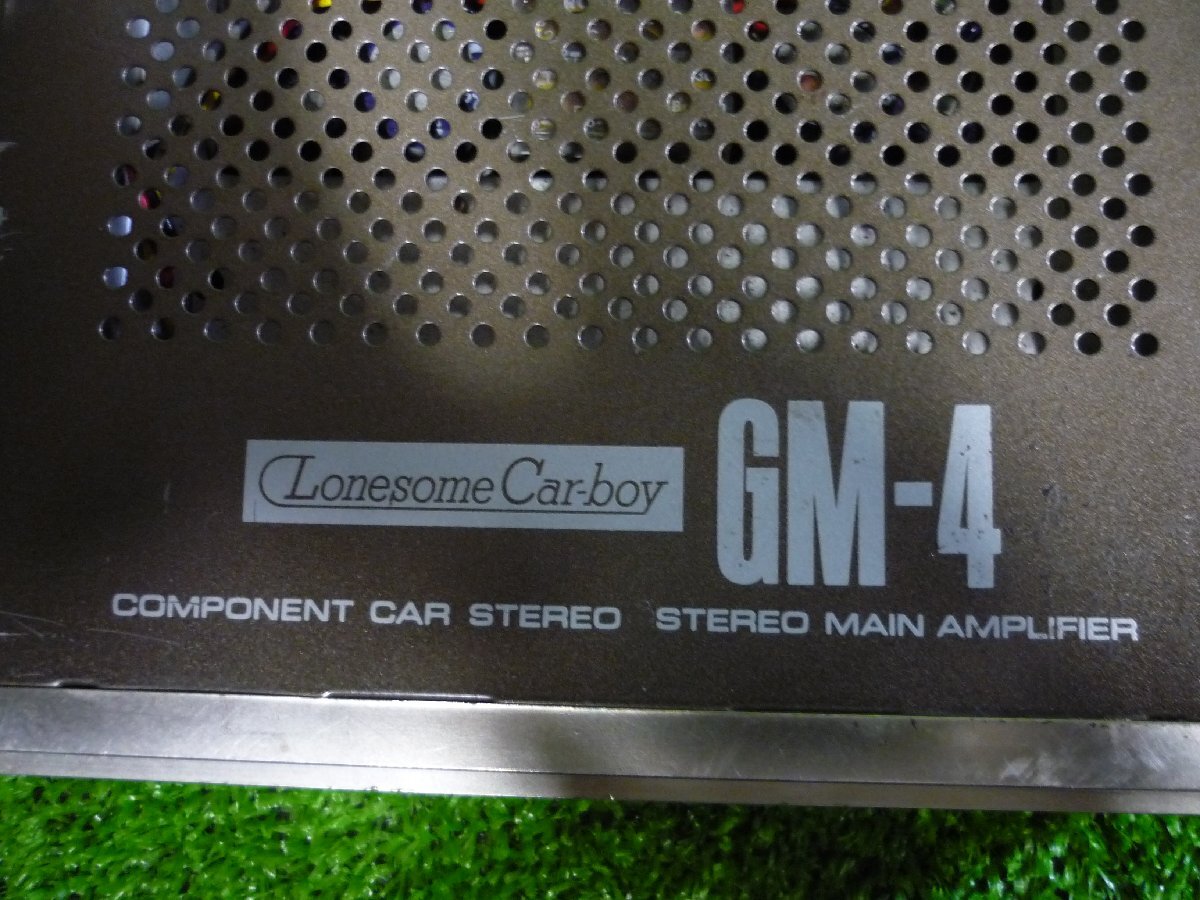 Lonesome Car-boy
GM-4
COMPONENT CAR STEREO STEREO MAIN AMPLIFIER